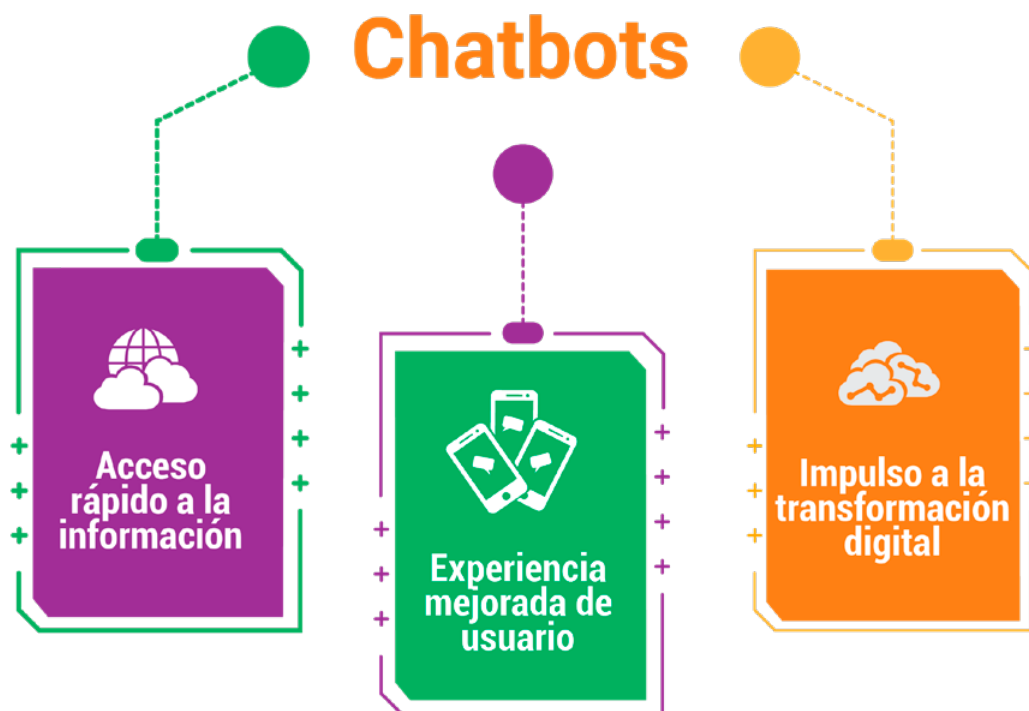 Chatbots
Acceso
rápido a la
información
Experiencia
mejorada de
usuario
Impulso a la
transformación
digital